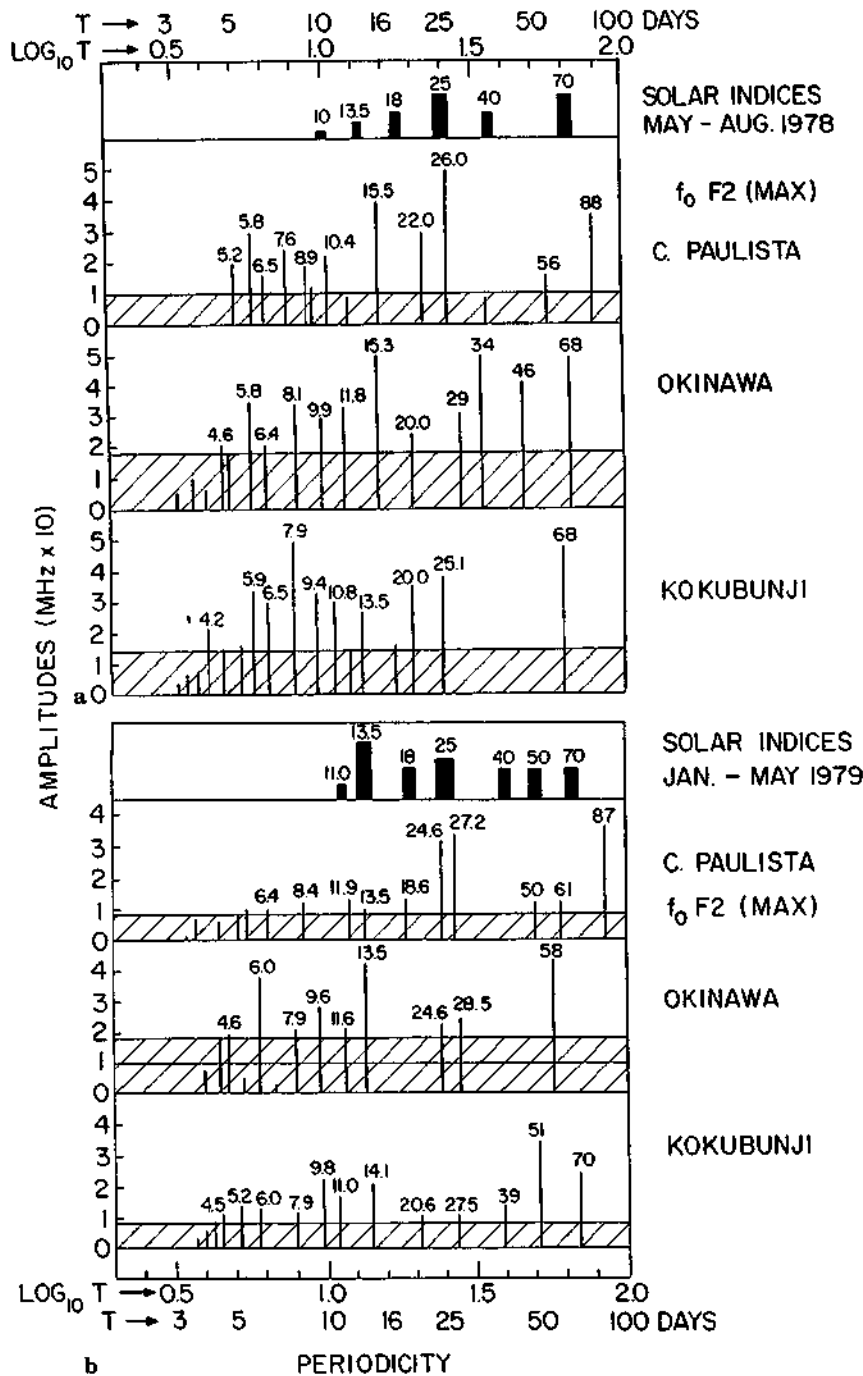 T → 3 5 10 16 25 50 100 DAYS
LOG₁₀ T → 0.5 1.0 1.5 2.0
10 13.5 18 25 40 70
SOLAR INDICES
MAY - AUG. 1978
5 4 3 2 1 0
5.2 5.8 6.5 7.6 8.9 10.4 15.5 22.0 26.0 56 88
f₀ F2 (MAX)
C. PAULISTA
5 4 3 2 1 0
4.6 5.8 6.4 8.1 9.9 11.8 15.3 20.0 29 34 46 68
OKINAWA
5 4 3 2 1 0
4.2 5.9 6.5 7.9 9.4 10.8 13.5 20.0 25.1 68
KOKUBUNJI
a
AMPLITUDES (MHz x 10)
11.0 13.5 18 25 40 50 70
SOLAR INDICES
JAN. - MAY 1979
4 3 2 1 0
6.4 8.4 11.9 13.5 18.6 24.6 27.2 50 61 87
C. PAULISTA
f₀ F2 (MAX)
4 3 2 1 0
4.6 6.0 7.9 9.6 11.6 13.5 24.6 28.5 58
OKINAWA
4 3 2 1 0
4.5 5.2 6.0 7.9 9.8 11.0 14.1 20.6 27.5 39 51 70
KOKUBUNJI
LOG₁₀ T → 0.5 1.0 1.5 2.0
T → 3 5 10 16 25 50 100 DAYS
b PERIODICITY